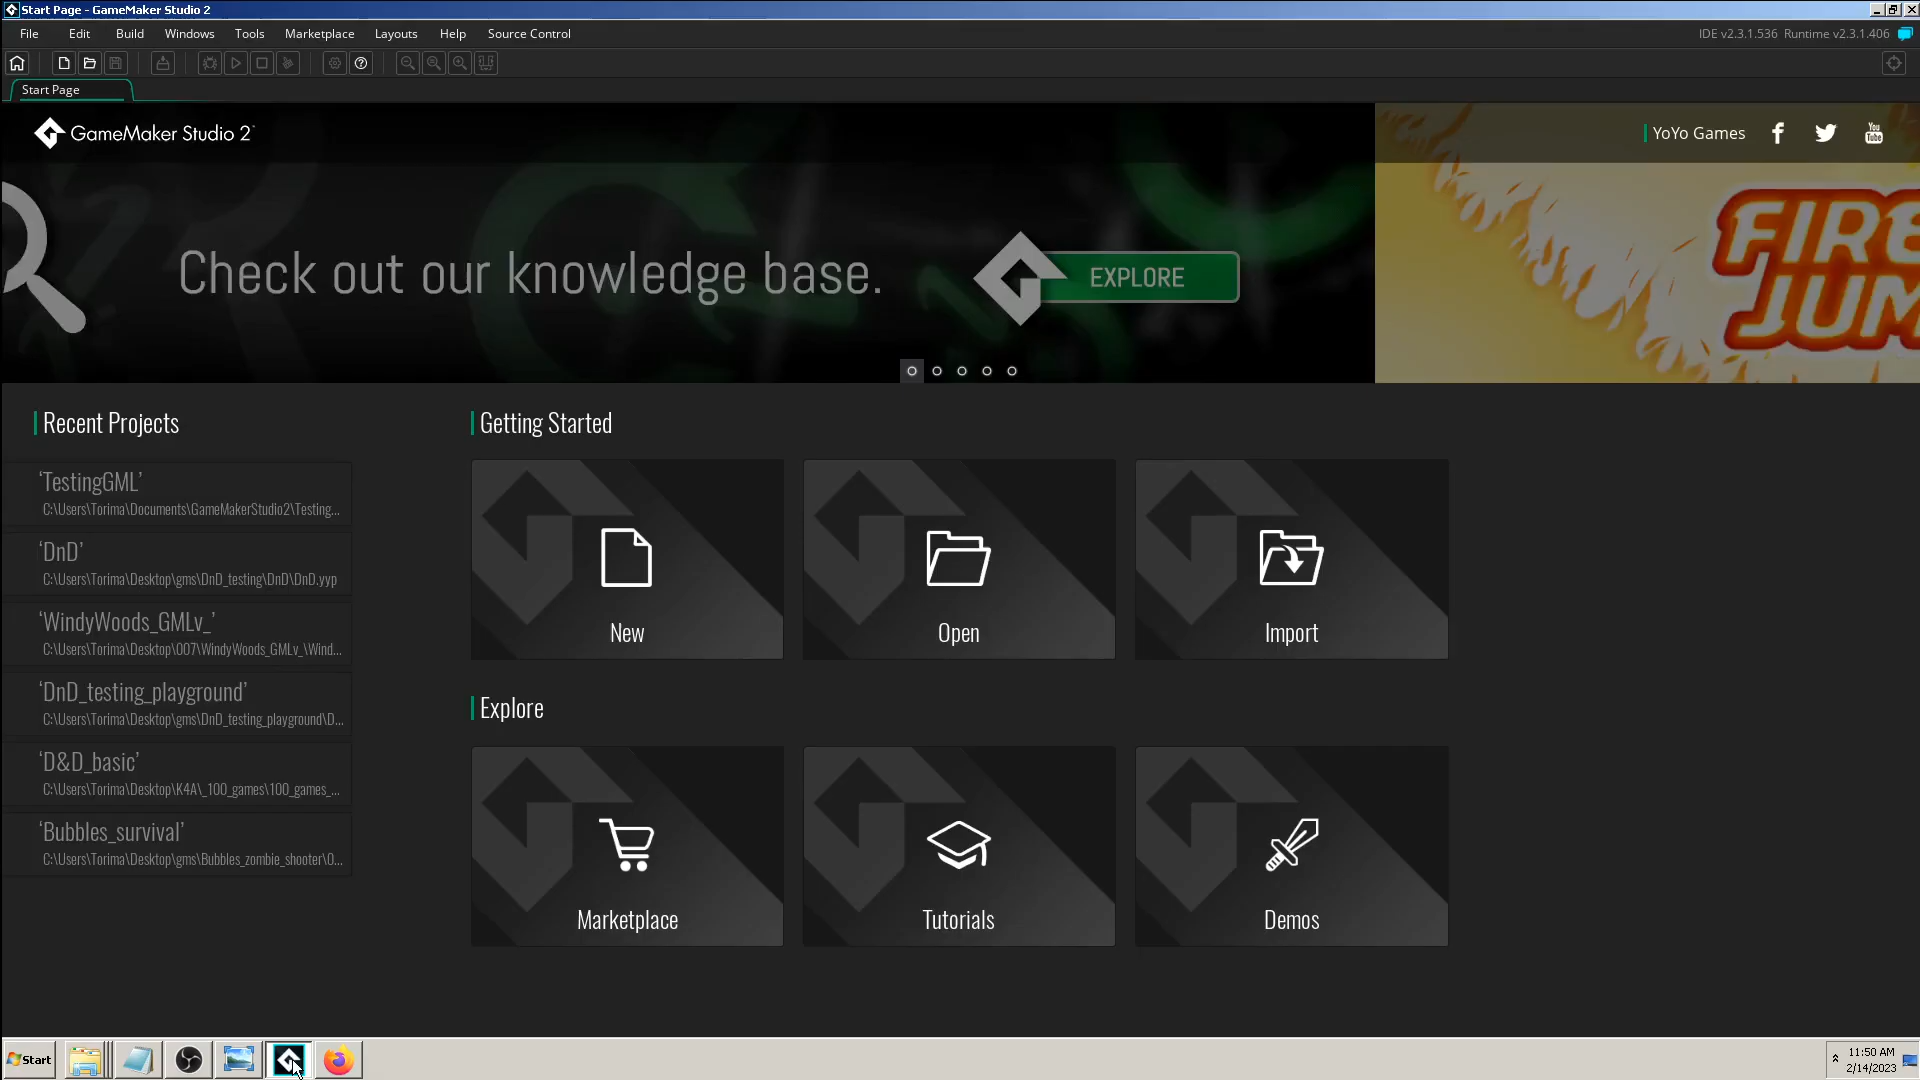 Start Page - GameMaker Studio 2
File Edit Build Windows Tools Marketplace Layouts Help Source Control
IDE v2.3.1.536 Runtime v2.3.1.406
Start Page
GameMaker Studio 2
YoYo Games
You Tube
Check out our knowledge base.
EXPLORE
FIRE
JUM
Recent Projects
Getting Started
'TestingGML'
C:\Users\Torima\Documents\GameMakerStudio2\Testing...
'DnD'
C:\Users\Torima\Desktop\gms\DnD_testing\DnD\DnD.yyp
'WindyWoods_GMLv_'
C:\Users\Torima\Desktop\007\WindyWoods_GMLv_\Wind...
'DnD_testing_playground'
C:\Users\Torima\Desktop\gms\DnD_testing_playground\D...
'D&D_basic'
C:\Users\Torima\Desktop\K4A\_100_games\100_games_...
'Bubbles_survival'
C:\Users\Torima\Desktop\gms\Bubbles_zombie_shooter\0...
New
Open
Import
Explore
Marketplace
Tutorials
Demos
Start
11:50 AM
2/14/2023